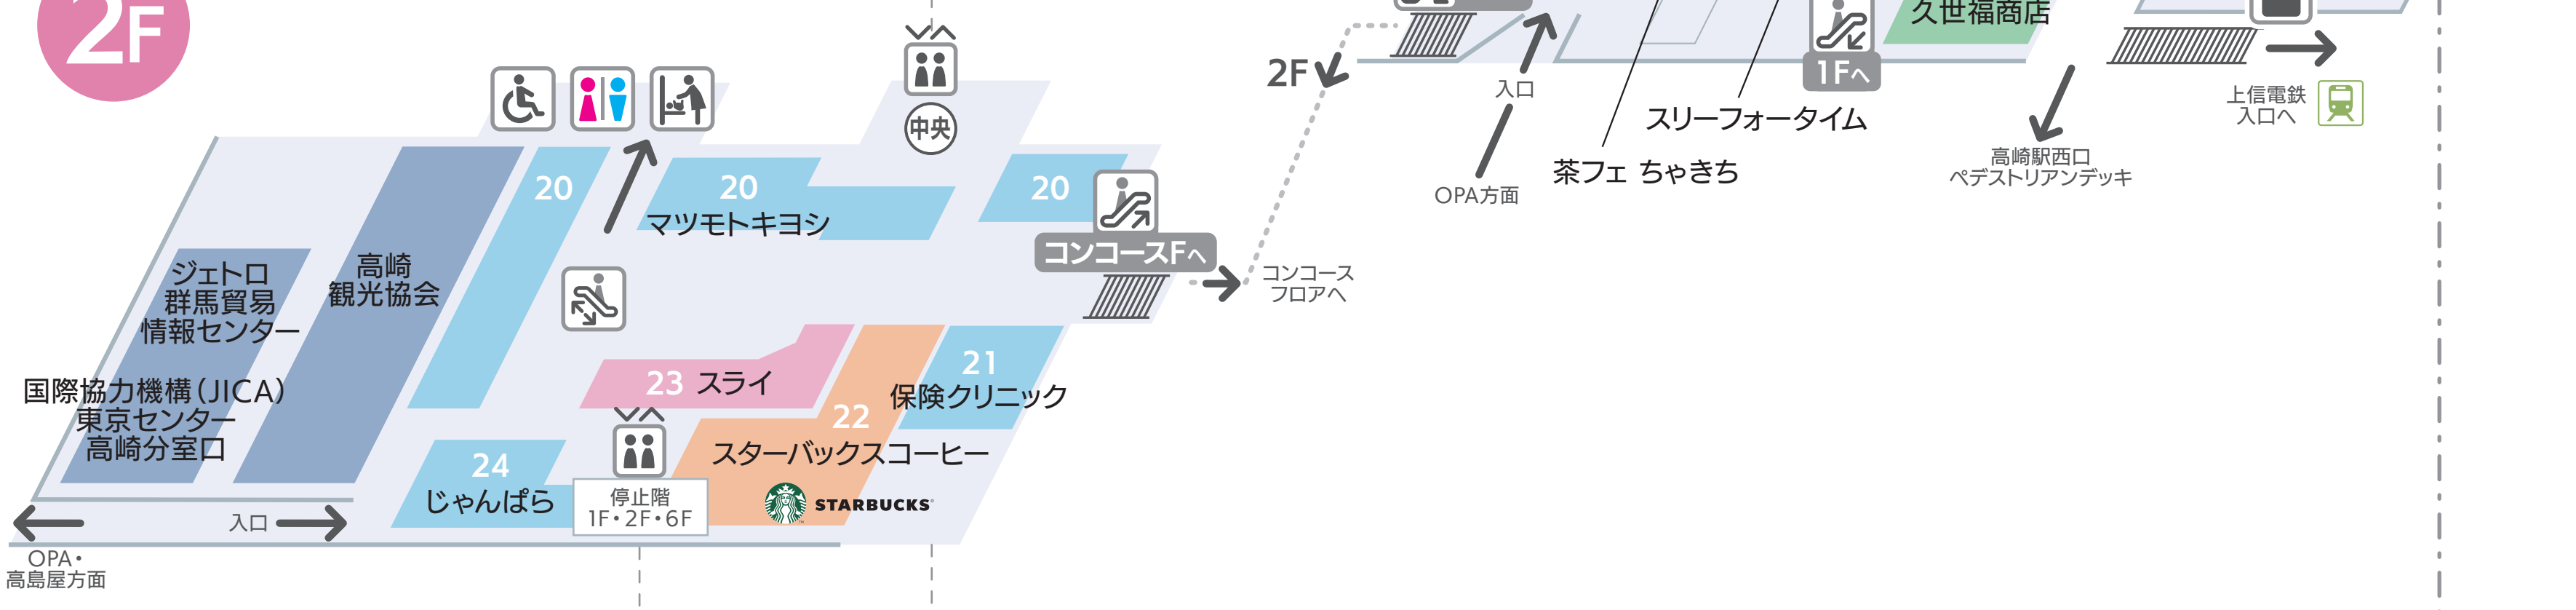 2F
中央
20
20
マツモトキヨシ
20
コンコースFへ
コンコース
フロアへ
ジェトロ
群馬貿易
情報センター
高崎
観光協会
国際協力機構(JICA)
東京センター
高崎分室口
23 スライ
22
スターバックスコーヒー
STARBUCKS
21
保険クリニック
24
じゃんぱら
停止階
1F・2F・6F
入口
OPA・
高島屋方面
2F
入口
OPA方面
茶フェ ちゃきち
スリーフォータイム
1Fへ
久世福商店
高崎駅西口
ペデストリアンデッキ
上信電鉄
入口へ